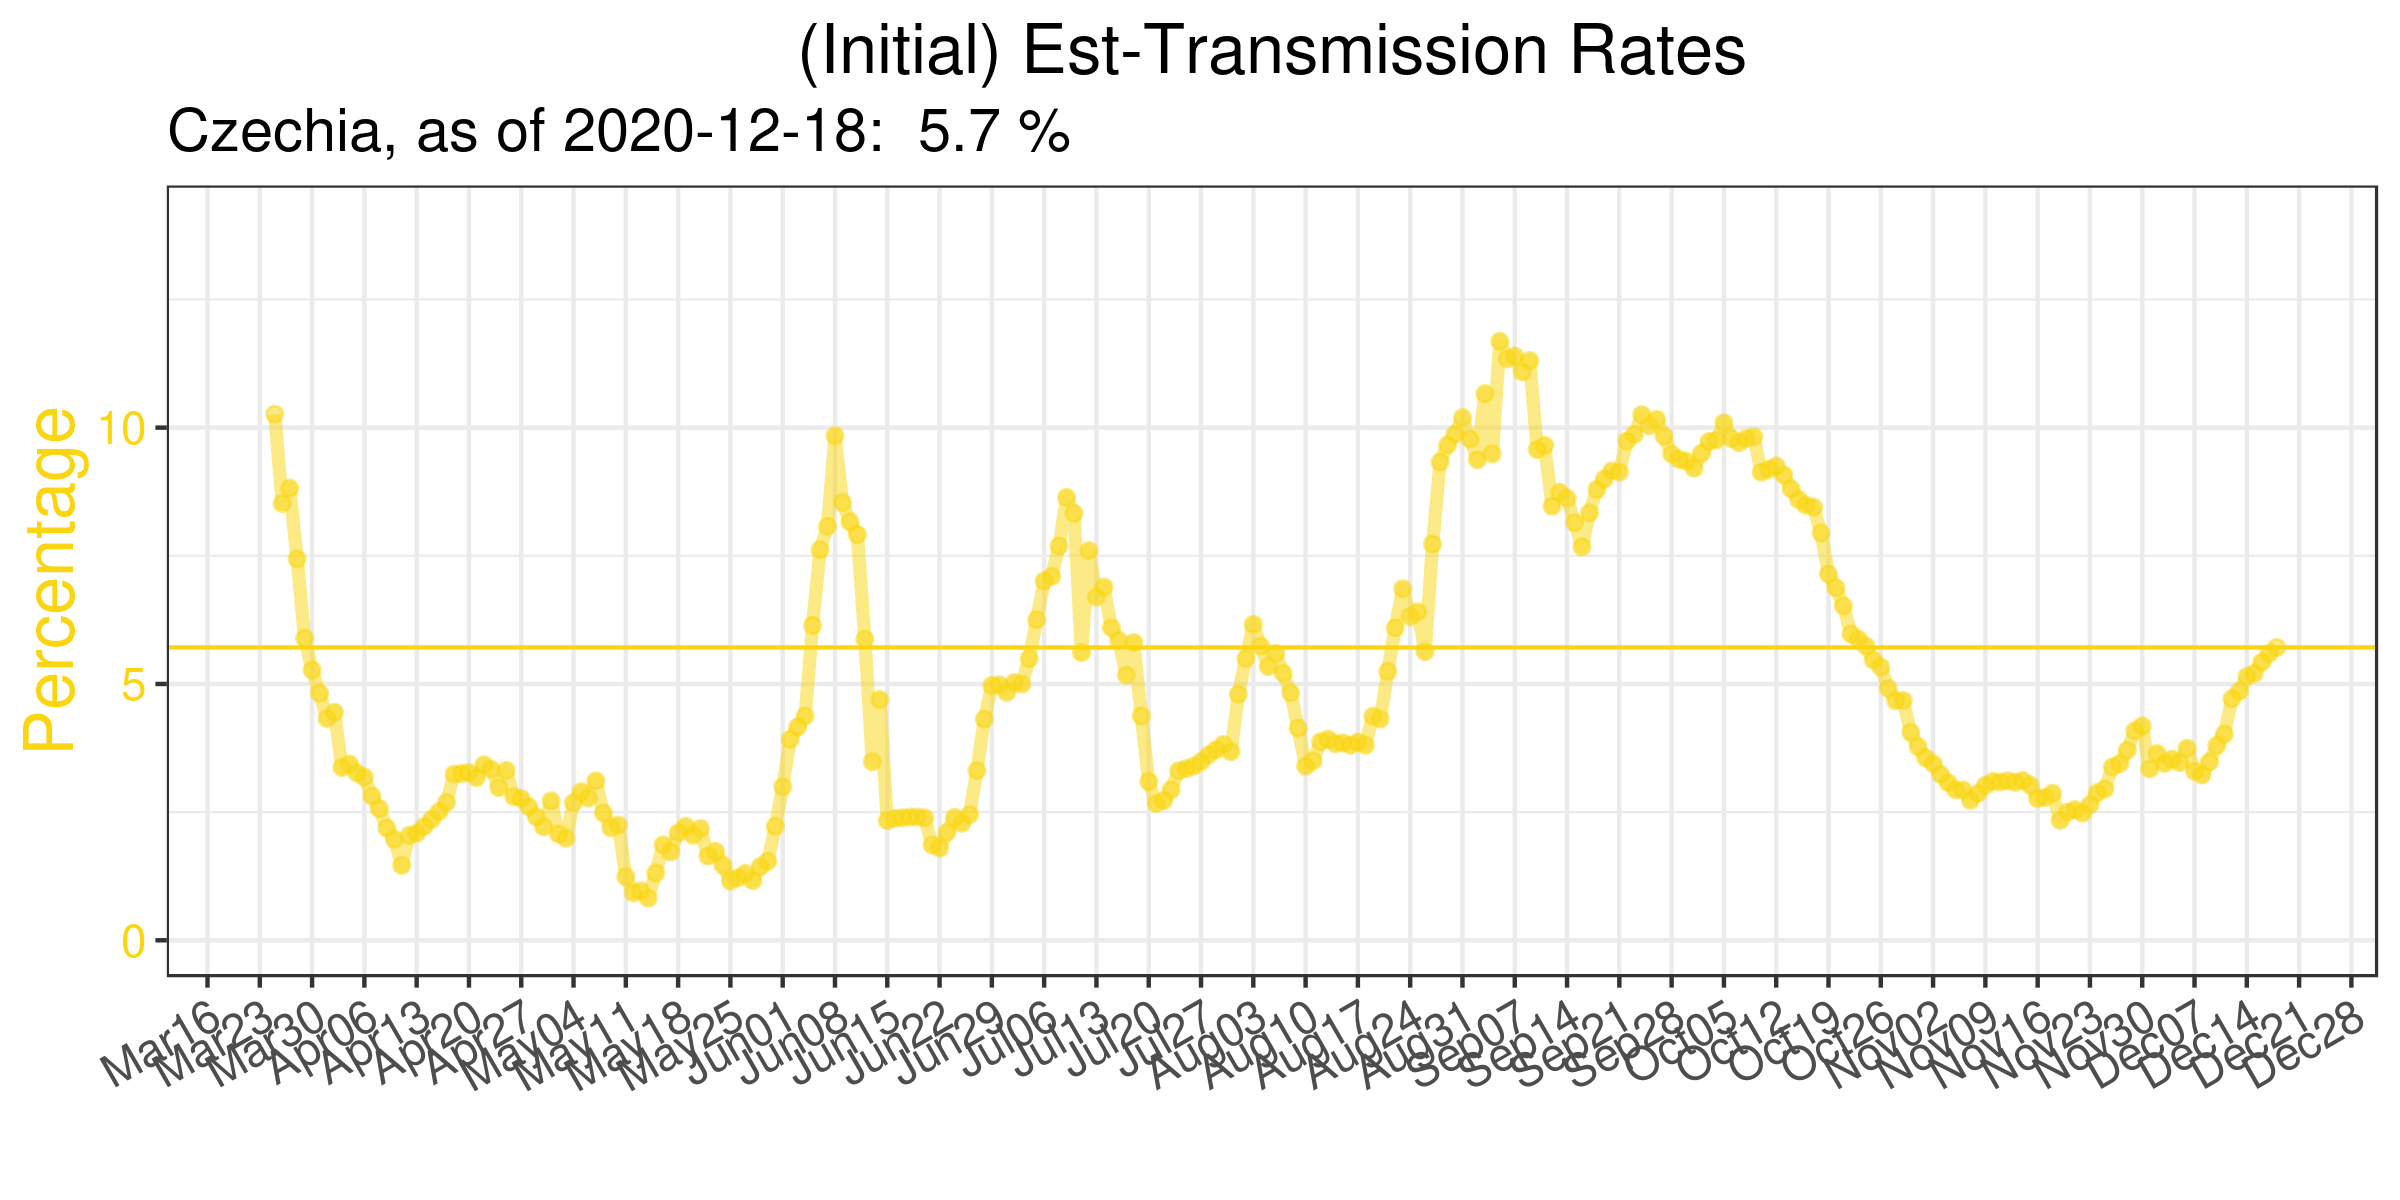 (Initial) Est-Transmission Rates
Czechia, as of 2020-12-18:  5.7 %
Percentage
10
5
0
Mar16
Mar23
Mar30
Apr06
Apr13
Apr20
Apr27
May04
May11
May18
May25
Jun01
Jun08
Jun15
Jun22
Jun29
Jul06
Jul13
Jul20
Jul27
Aug03
Aug10
Aug17
Aug24
Aug31
Sep07
Sep14
Sep21
Sep28
Oct05
Oct12
Oct19
Oct26
Nov02
Nov09
Nov16
Nov23
Nov30
Dec07
Dec14
Dec21
Dec28